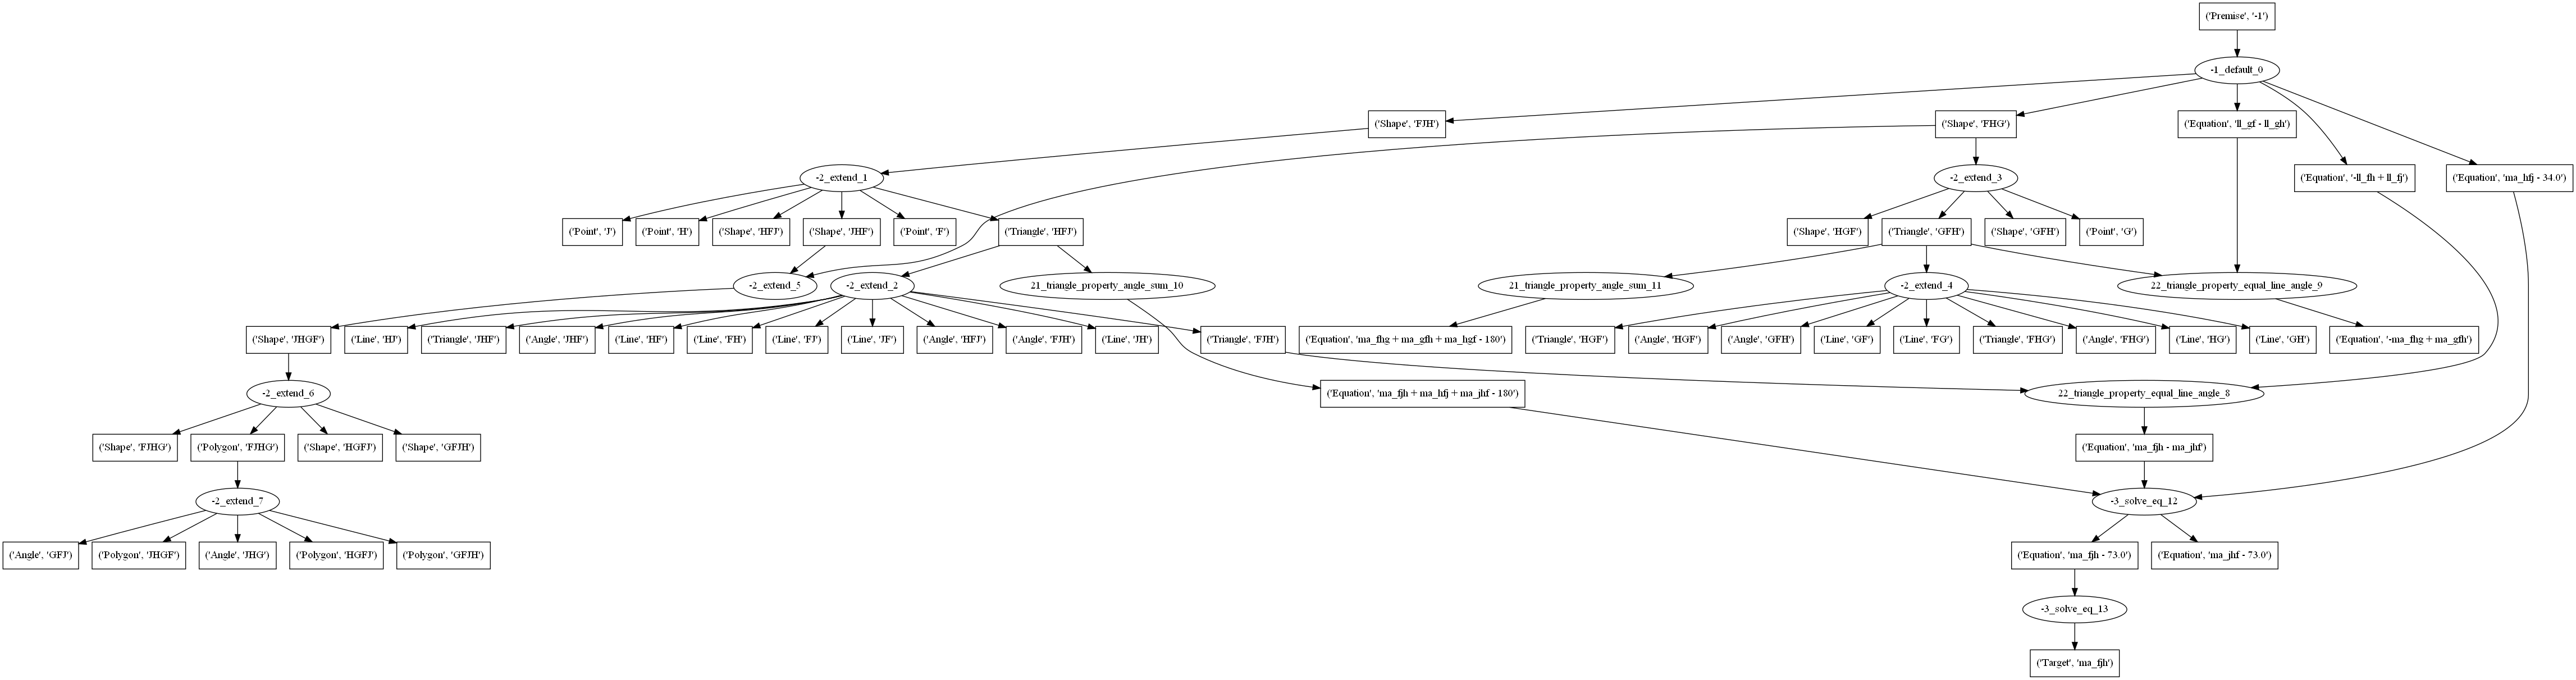 ('Premise', '-1')
-1_default_0
('Shape', 'FJH')
('Shape', 'FHG')
('Equation', 'll_gf - ll_gh')
-2_extend_1
-2_extend_3
('Equation', '-ll_fh + ll_fj')
('Equation', 'ma_hfj - 34.0')
('Point', 'J')
('Point', 'H')
('Shape', 'HFJ')
('Shape', 'JHF')
('Point', 'F')
('Triangle', 'HFJ')
('Shape', 'HGF')
('Triangle', 'GFH')
('Shape', 'GFH')
('Point', 'G')
-2_extend_5
-2_extend_2
21_triangle_property_angle_sum_10
21_triangle_property_angle_sum_11
-2_extend_4
22_triangle_property_equal_line_angle_9
('Shape', 'JHGF')
('Line', 'HJ')
('Triangle', 'JHF')
('Angle', 'JHF')
('Line', 'HF')
('Line', 'FH')
('Line', 'FJ')
('Line', 'JF')
('Angle', 'HFJ')
('Angle', 'FJH')
('Line', 'JH')
('Triangle', 'FJH')
('Equation', 'ma_fhg + ma_gfh + ma_hgf - 180')
('Triangle', 'HGF')
('Angle', 'HGF')
('Angle', 'GFH')
('Line', 'GF')
('Line', 'FG')
('Triangle', 'FHG')
('Angle', 'FHG')
('Line', 'HG')
('Line', 'GH')
('Equation', '-ma_fhg + ma_gfh')
-2_extend_6
('Equation', 'ma_fjh + ma_hfj + ma_jhf - 180')
22_triangle_property_equal_line_angle_8
('Shape', 'FJHG')
('Polygon', 'FJHG')
('Shape', 'HGFJ')
('Shape', 'GFJH')
('Equation', 'ma_fjh - ma_jhf')
-2_extend_7
-3_solve_eq_12
('Angle', 'GFJ')
('Polygon', 'JHGF')
('Angle', 'JHG')
('Polygon', 'HGFJ')
('Polygon', 'GFJH')
('Equation', 'ma_fjh - 73.0')
('Equation', 'ma_jhf - 73.0')
-3_solve_eq_13
('Target', 'ma_fjh')